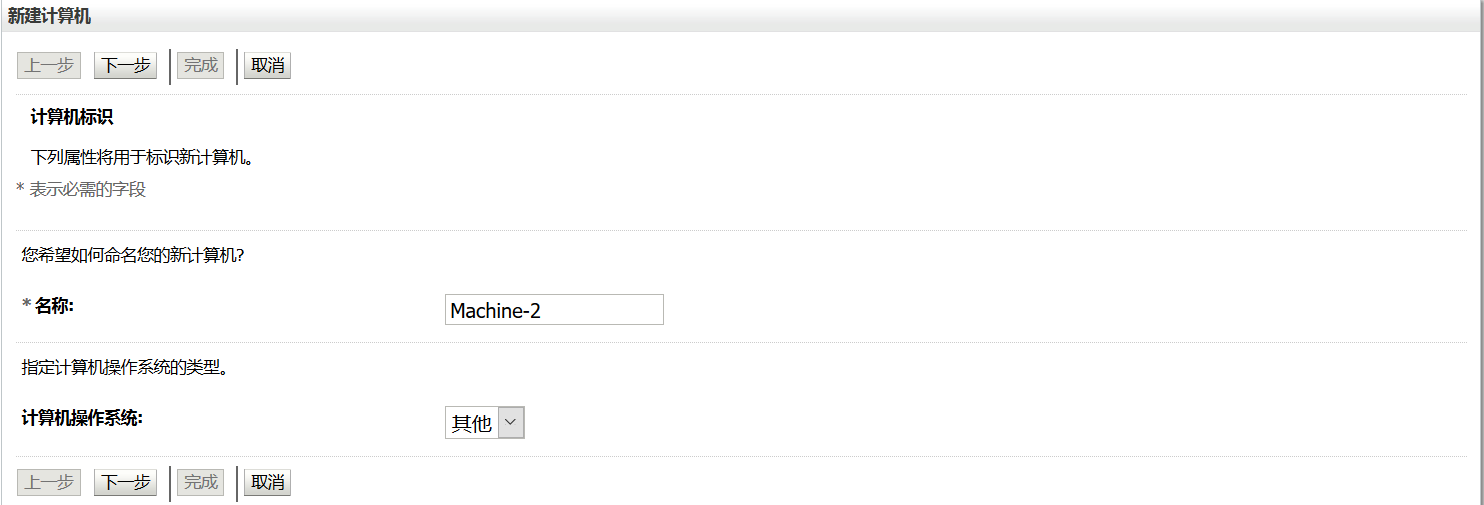 新建计算机
上一步 下一步 完成 取消
计算机标识
下列属性将用于标识新计算机。
* 表示必需的字段
您希望如何命名您的新计算机?
* 名称: Machine-2
指定计算机操作系统的类型。
计算机操作系统: 其他
上一步 下一步 完成 取消